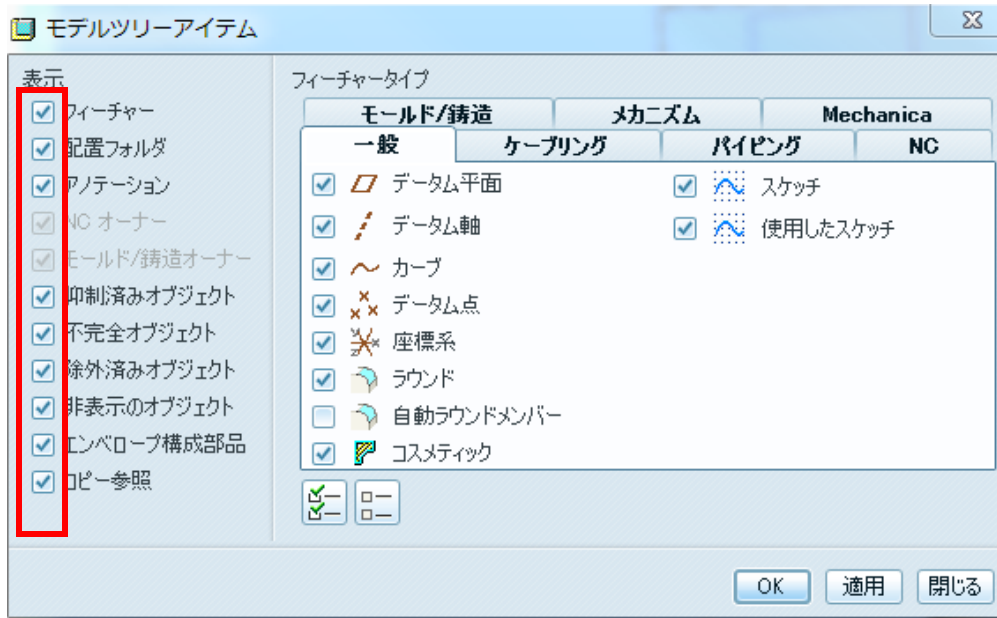 モデルツリーアイテム
表示
フィーチャー
配置フォルダ
アノテーション
NC オーナー
モールド/鋳造オーナー
抑制済みオブジェクト
不完全オブジェクト
除外済みオブジェクト
非表示のオブジェクト
エンベロープ構成部品
コピー参照
フィーチャータイプ
モールド/鋳造 メカニズム Mechanica
一般 ケーブリング パイピング NC
データム平面 スケッチ
データム軸 使用したスケッチ
カーブ
データム点
座標系
ラウンド
自動ラウンドメンバー
コスメティック
OK 適用 閉じる